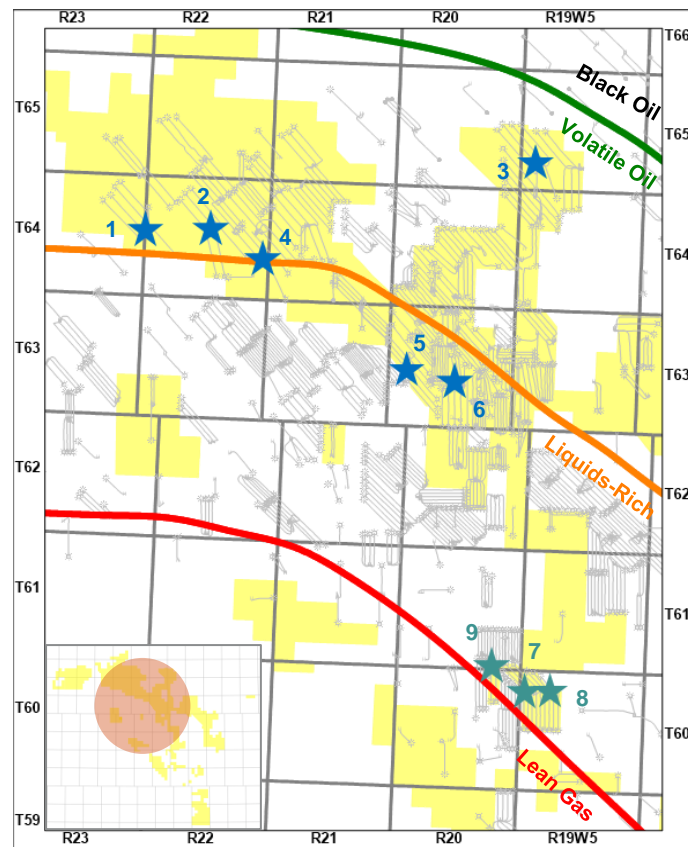 R23 R22 R21 R20 R19W5
T66
T65
T65
Black Oil
Volatile Oil
3
2
1
4
T64
T64
5
6
T63
T63
Liquids-Rich
T62
T62
T61
T61
9
7
8
T60
T60
Lean Gas
T59
R23 R22 R21 R20 R19W5